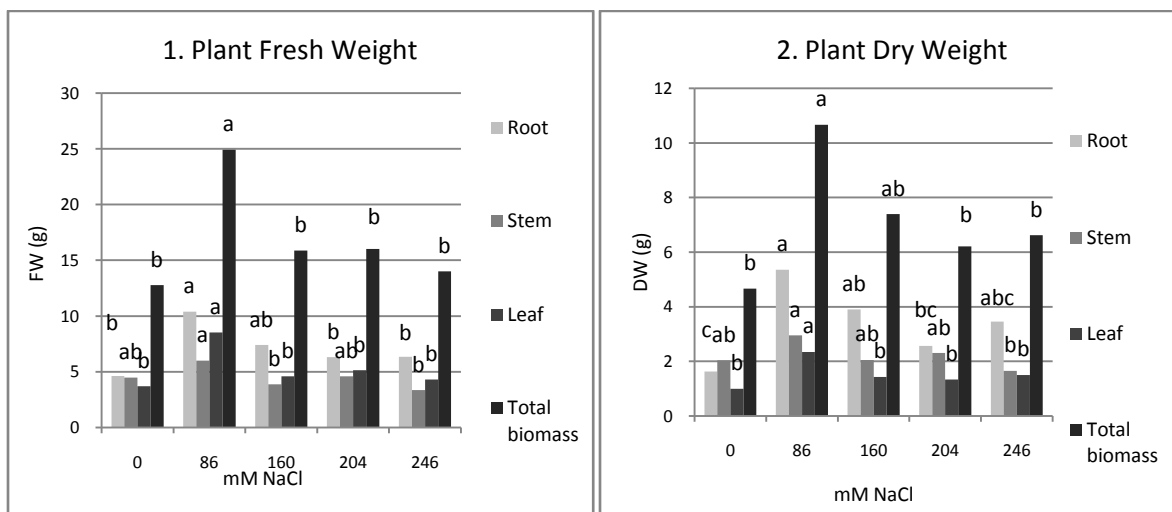 1. Plant Fresh Weight
30
25
20
15
10
5
0
FW (g)
b
ab
b
b
a
a
a
a
ab
b
b
b
b
ab
b
b
b
b
b
b
0
86
160
204
246
mM NaCl
Root
Stem
Leaf
Total
biomass
2. Plant Dry Weight
12
10
8
6
4
2
0
DW (g)
c
ab
b
b
a
a
a
a
ab
ab
b
ab
bc
ab
b
b
abc
b
b
b
0
86
160
204
246
mM NaCl
Root
Stem
Leaf
Total
biomass